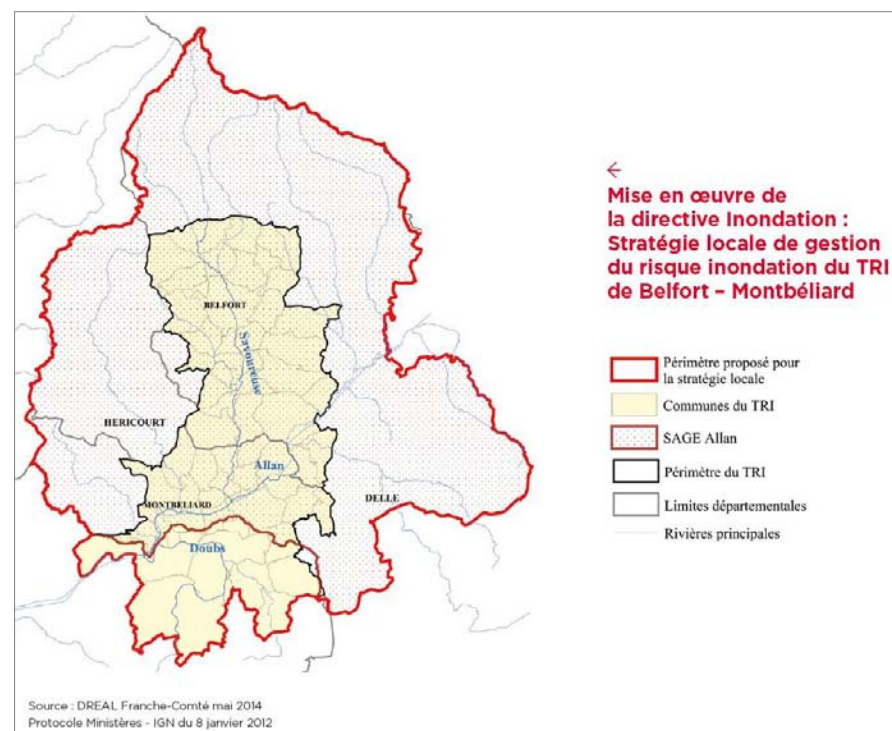 BELFORT
Savoureuse
HERICOURT
Allan
MONTBELIARD
DELLE
Doubs
←
Mise en œuvre de
la directive Inondation :
Stratégie locale de gestion
du risque inondation du TRI
de Belfort – Montbéliard
Périmètre proposé pour
la stratégie locale
Communes du TRI
SAGE Allan
Périmètre du TRI
Limites départementales
Rivières principales
Source : DREAL Franche-Comté mai 2014
Protocole Ministères - IGN du 8 janvier 2012